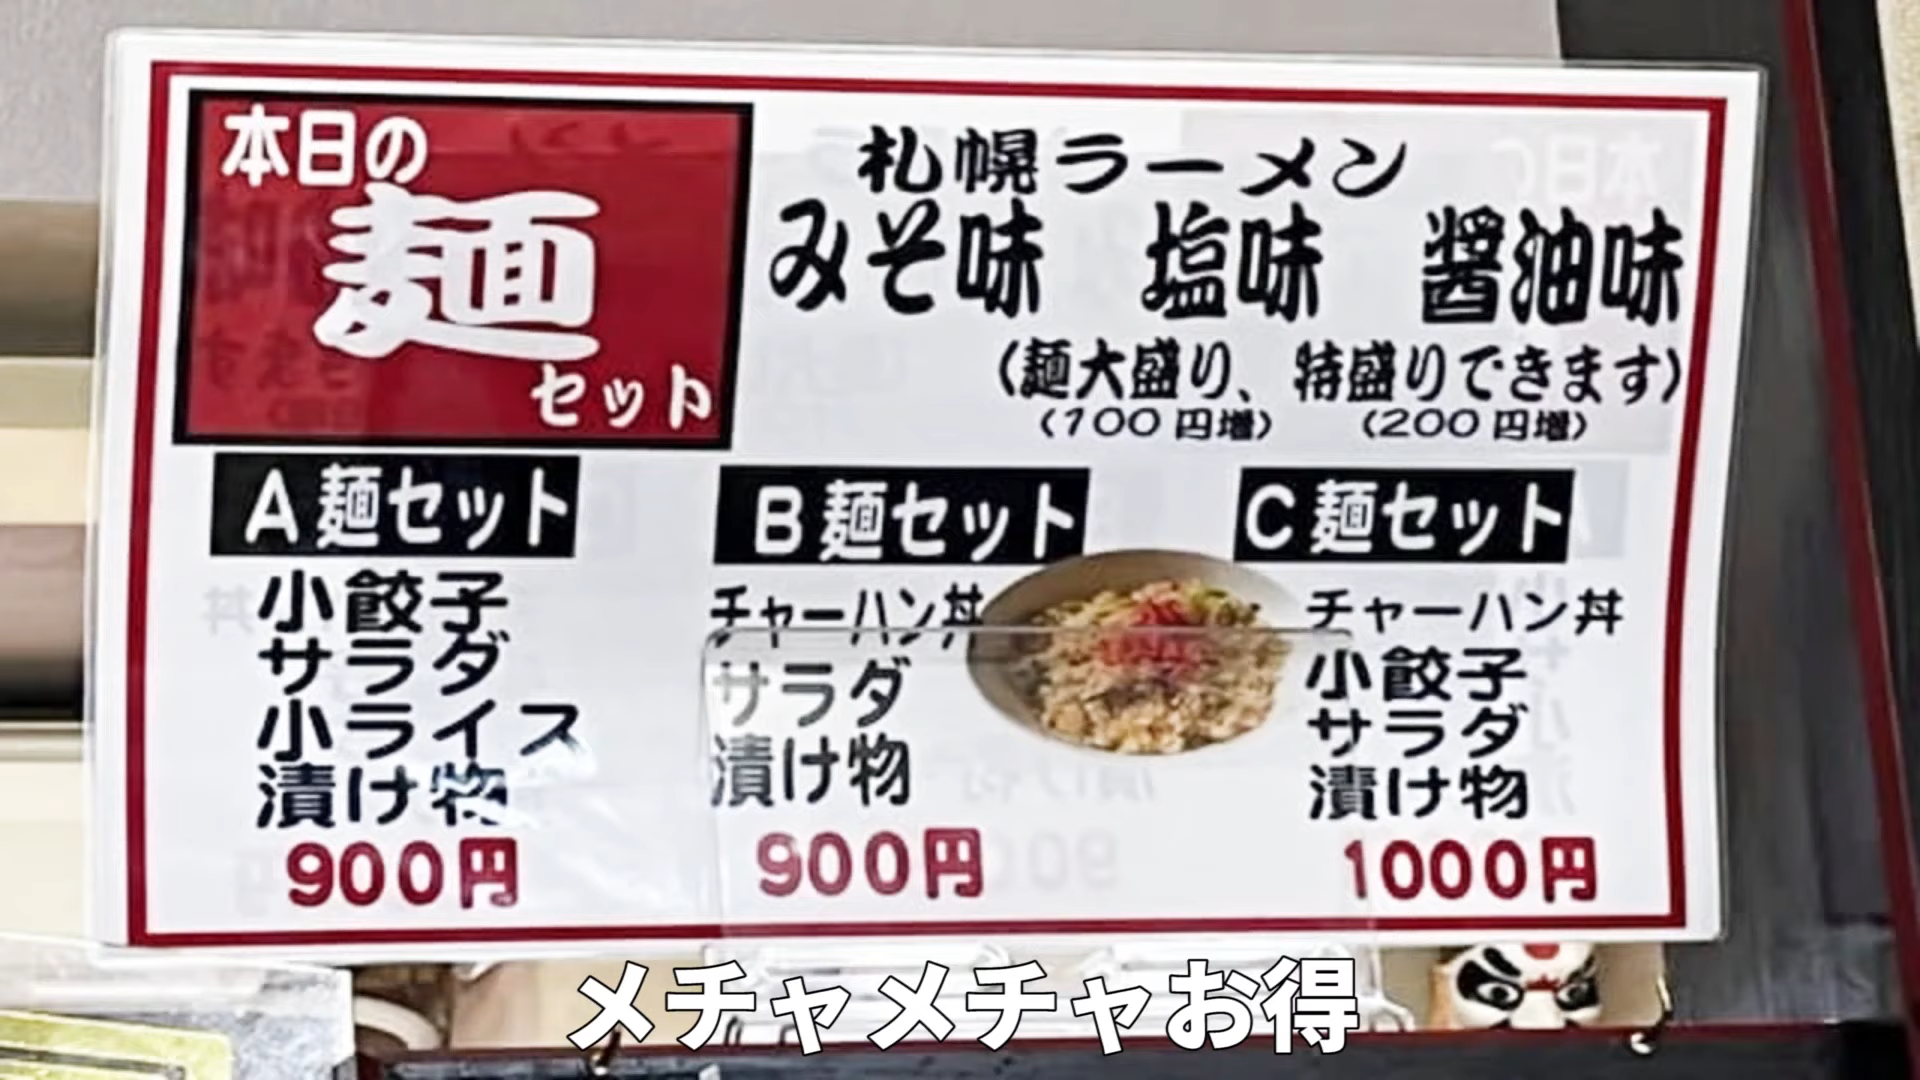 本日の
麺
セット
札幌ラーメン
みそ味 塩味 醤油味
（麺大盛り、特盛りできます）
（100円増） （200円増）
A麺セット
小餃子
サラダ
小ライス
漬け物
900円
B麺セット
チャーハン丼
サラダ
漬け物
900円
C麺セット
チャーハン丼
小餃子
サラダ
漬け物
1000円
メチャメチャお得